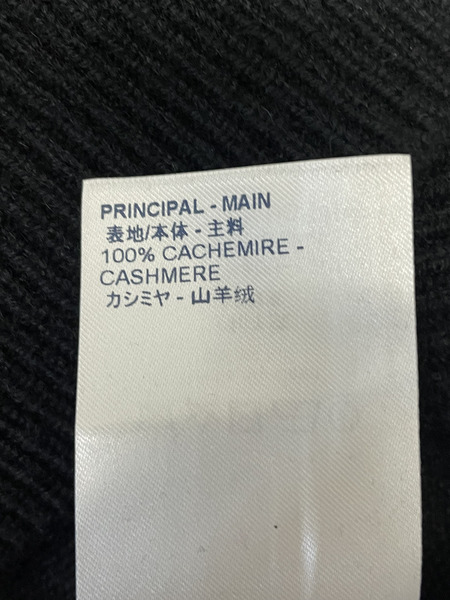 PRINCIPAL - MAIN
表地/本体 - 主料
100% CACHEMIRE -
CASHMERE
カシミヤ - 山羊绒